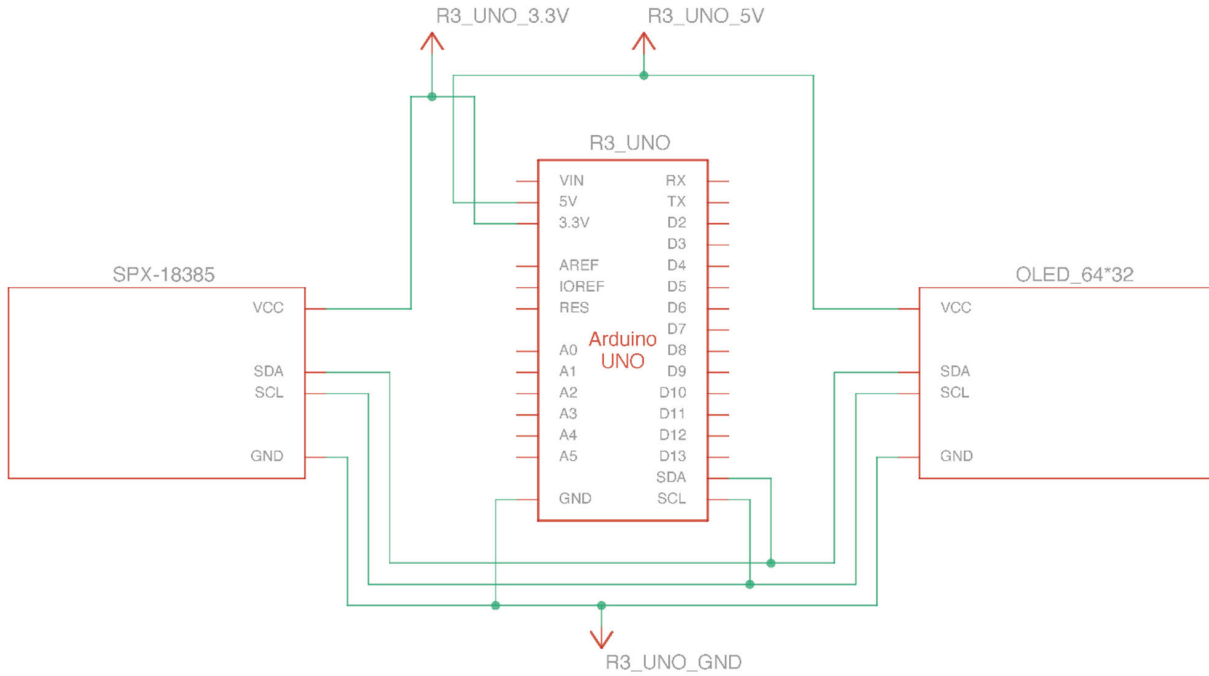 R3_UNO_3.3V
R3_UNO_5V
R3_UNO
VIN
5V
3.3V
AREF
IOREF
RES
A0
A1
A2
A3
A4
A5
GND
Arduino
UNO
RX
TX
D2
D3
D4
D5
D6
D7
D8
D9
D10
D11
D12
D13
SDA
SCL
SPX-18385
VCC
SDA
SCL
GND
OLED_64*32
VCC
SDA
SCL
GND
R3_UNO_GND